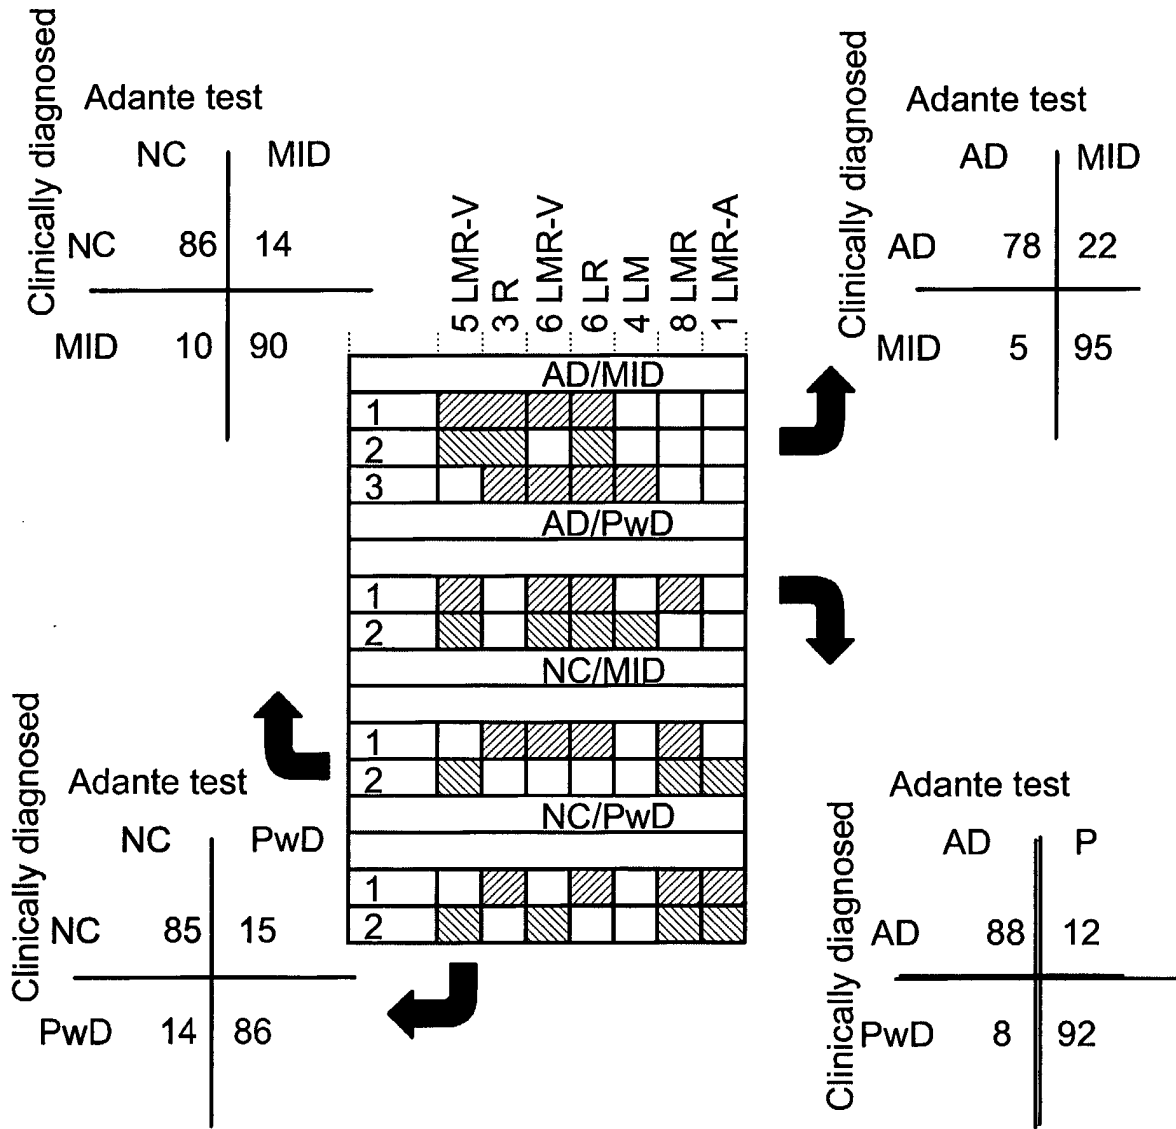 Clinically diagnosed
Adante test
NC MID
NC 86 14
MID 10 90
5 LMR-V
3 R
6 LMR-V
6 LR
4 LM
8 LMR
1 LMR-A
Clinically diagnosed
Adante test
AD MID
AD 78 22
MID 5 95
AD/MID
1
2
3
AD/PwD
1
2
NC/MID
1
2
NC/PwD
1
2
Clinically diagnosed
Adante test
NC PwD
NC 85 15
PwD 14 86
Clinically diagnosed
Adante test
AD P
AD 88 12
PwD 8 92